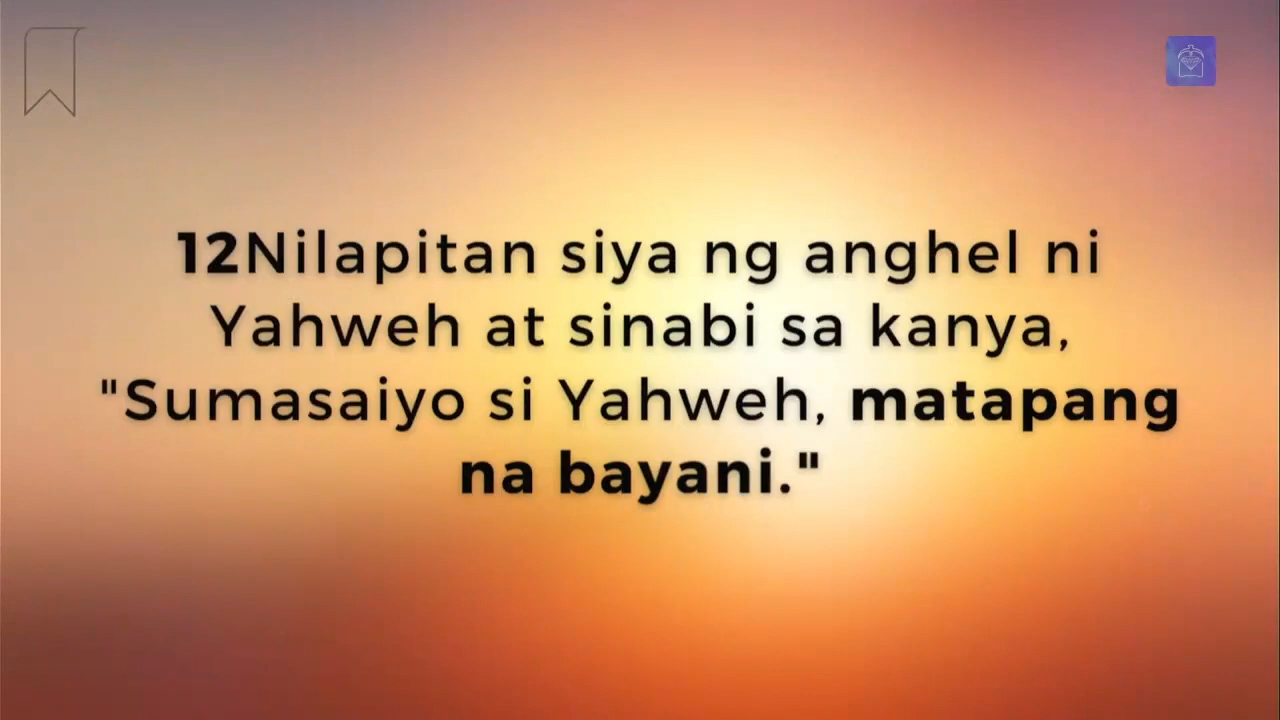 12Nilapitan siya ng anghel ni
Yahweh at sinabi sa kanya,
"Sumasaiyo si Yahweh, matapang
na bayani."